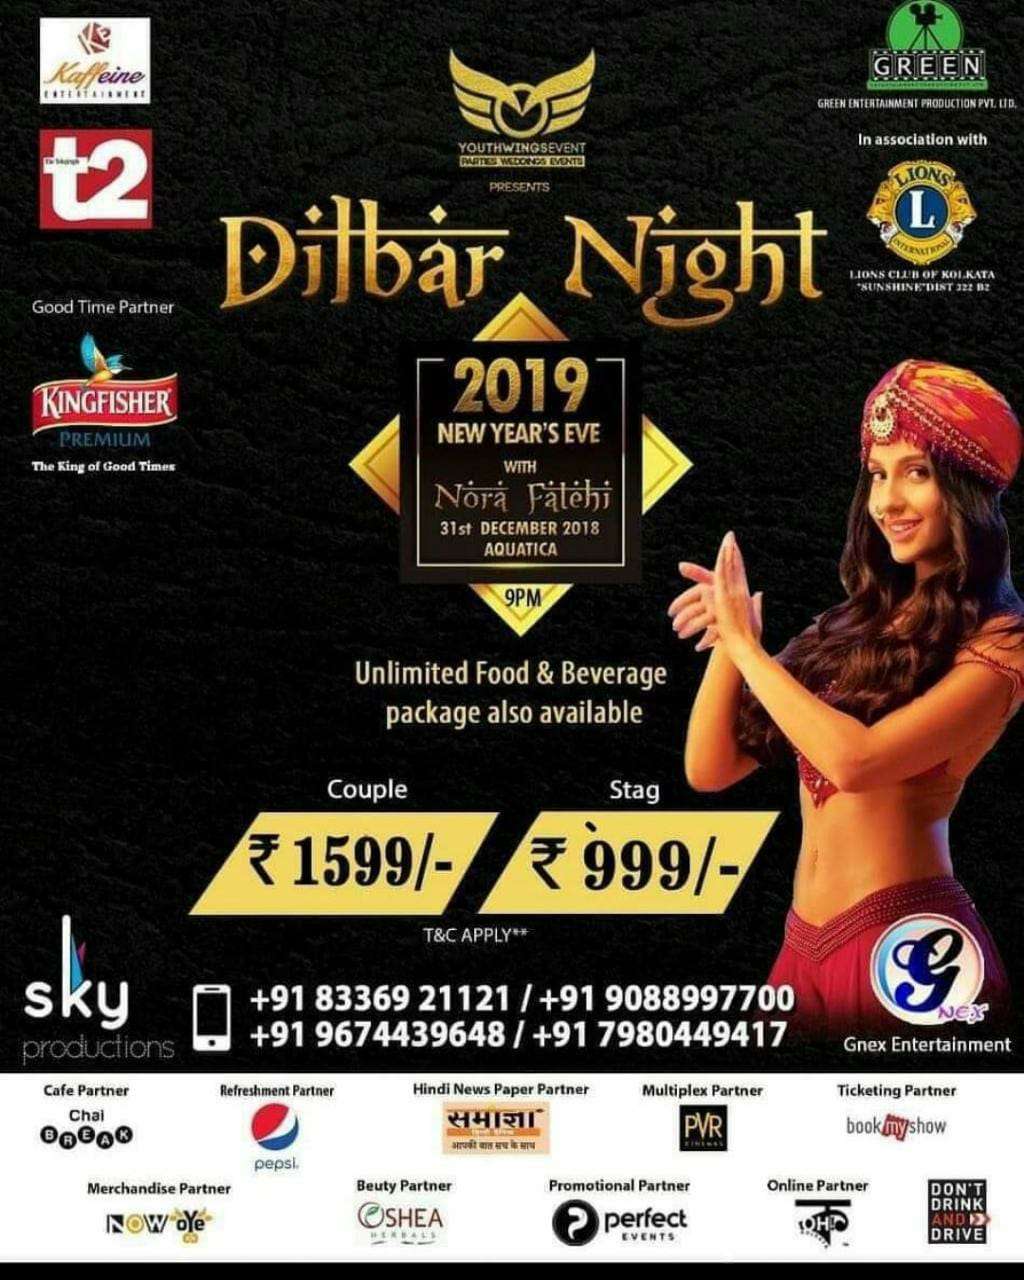 Kaffeine
ENTERTAINMENT
t2
Good Time Partner
KINGFISHER
PREMIUM
The King of Good Times
YOUTHWINGSEVENT
PARTIES WEDDINGS EVENTS
PRESENTS
GREEN
GREEN ENTERTAINMENT PRODUCTION PVT. LTD.
In association with
LIONS
L
INTERNATIONAL
LIONS CLUB OF KOLKATA
"SUNSHINE"DIST 322 B2
Dilbar Night
2019
NEW YEAR'S EVE
WITH
Nora Fatehi
31st DECEMBER 2018
AQUATICA
9PM
Unlimited Food & Beverage
package also available
Couple
₹ 1599/-
Stag
₹ 999/-
T&C APPLY**
sky
productions
+91 83369 21121 / +91 9088997700
+91 9674439648 / +91 7980449417
G
NEX
Gnex Entertainment
Cafe Partner
Chai
BREAK
Refreshment Partner
pepsi.
Hindi News Paper Partner
समाज्ञा
आपकी बात सच के साथ
Multiplex Partner
PVR
CINEMAS
Ticketing Partner
bookmyshow
Merchandise Partner
NOW oye
Beuty Partner
OSHEA
HERBALS
Promotional Partner
perfect
EVENTS
Online Partner
OH!
DON'T
DRINK
AND
DRIVE